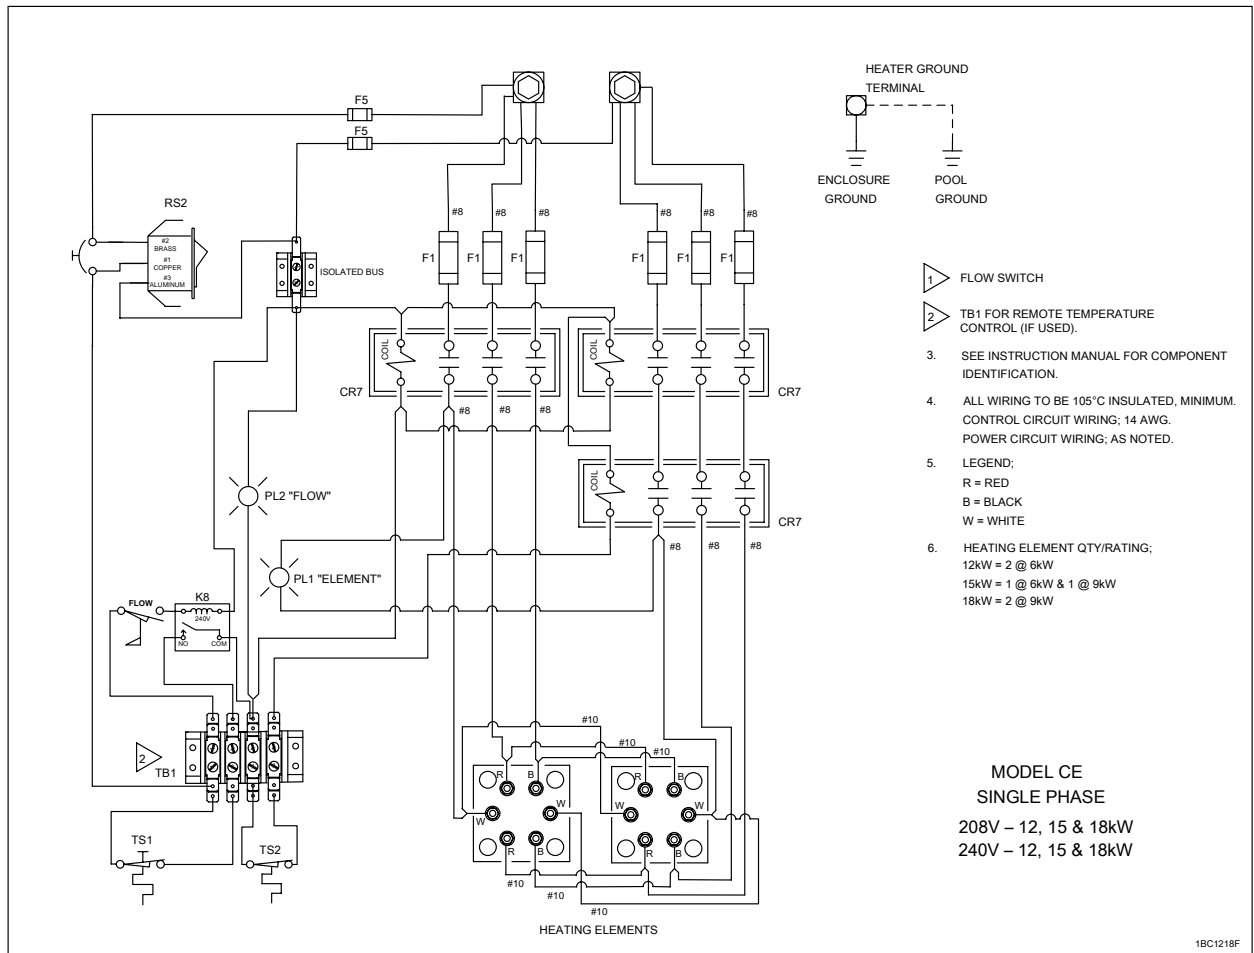 HEATER GROUND
TERMINAL
ENCLOSURE
GROUND
POOL
GROUND
F5
F5
RS2
#2
BRASS
#1
COPPER
#3
ALUMINUM
ISOLATED BUS
#8
#8
#8
#8
#8
#8
F1
F1
F1
F1
F1
F1
COIL
COIL
CR7
#8
#8
#8
CR7
COIL
CR7
#8
#8
#8
PL2 "FLOW"
PL1 "ELEMENT"
FLOW
K8
240V
NO
COM
2
TB1
TS1
TS2
#10
#10
#10
R
B
W
W
R
B
R
B
W
W
R
B
#10
#10
#10
HEATING ELEMENTS
1
FLOW SWITCH
2
TB1 FOR REMOTE TEMPERATURE
CONTROL (IF USED).
3. SEE INSTRUCTION MANUAL FOR COMPONENT
IDENTIFICATION.
4. ALL WIRING TO BE 105°C INSULATED, MINIMUM.
CONTROL CIRCUIT WIRING; 14 AWG.
POWER CIRCUIT WIRING; AS NOTED.
5. LEGEND;
R = RED
B = BLACK
W = WHITE
6. HEATING ELEMENT QTY/RATING;
12kW = 2 @ 6kW
15kW = 1 @ 6kW & 1 @ 9kW
18kW = 2 @ 9kW
MODEL CE
SINGLE PHASE
208V – 12, 15 & 18kW
240V – 12, 15 & 18kW
1BC1218F